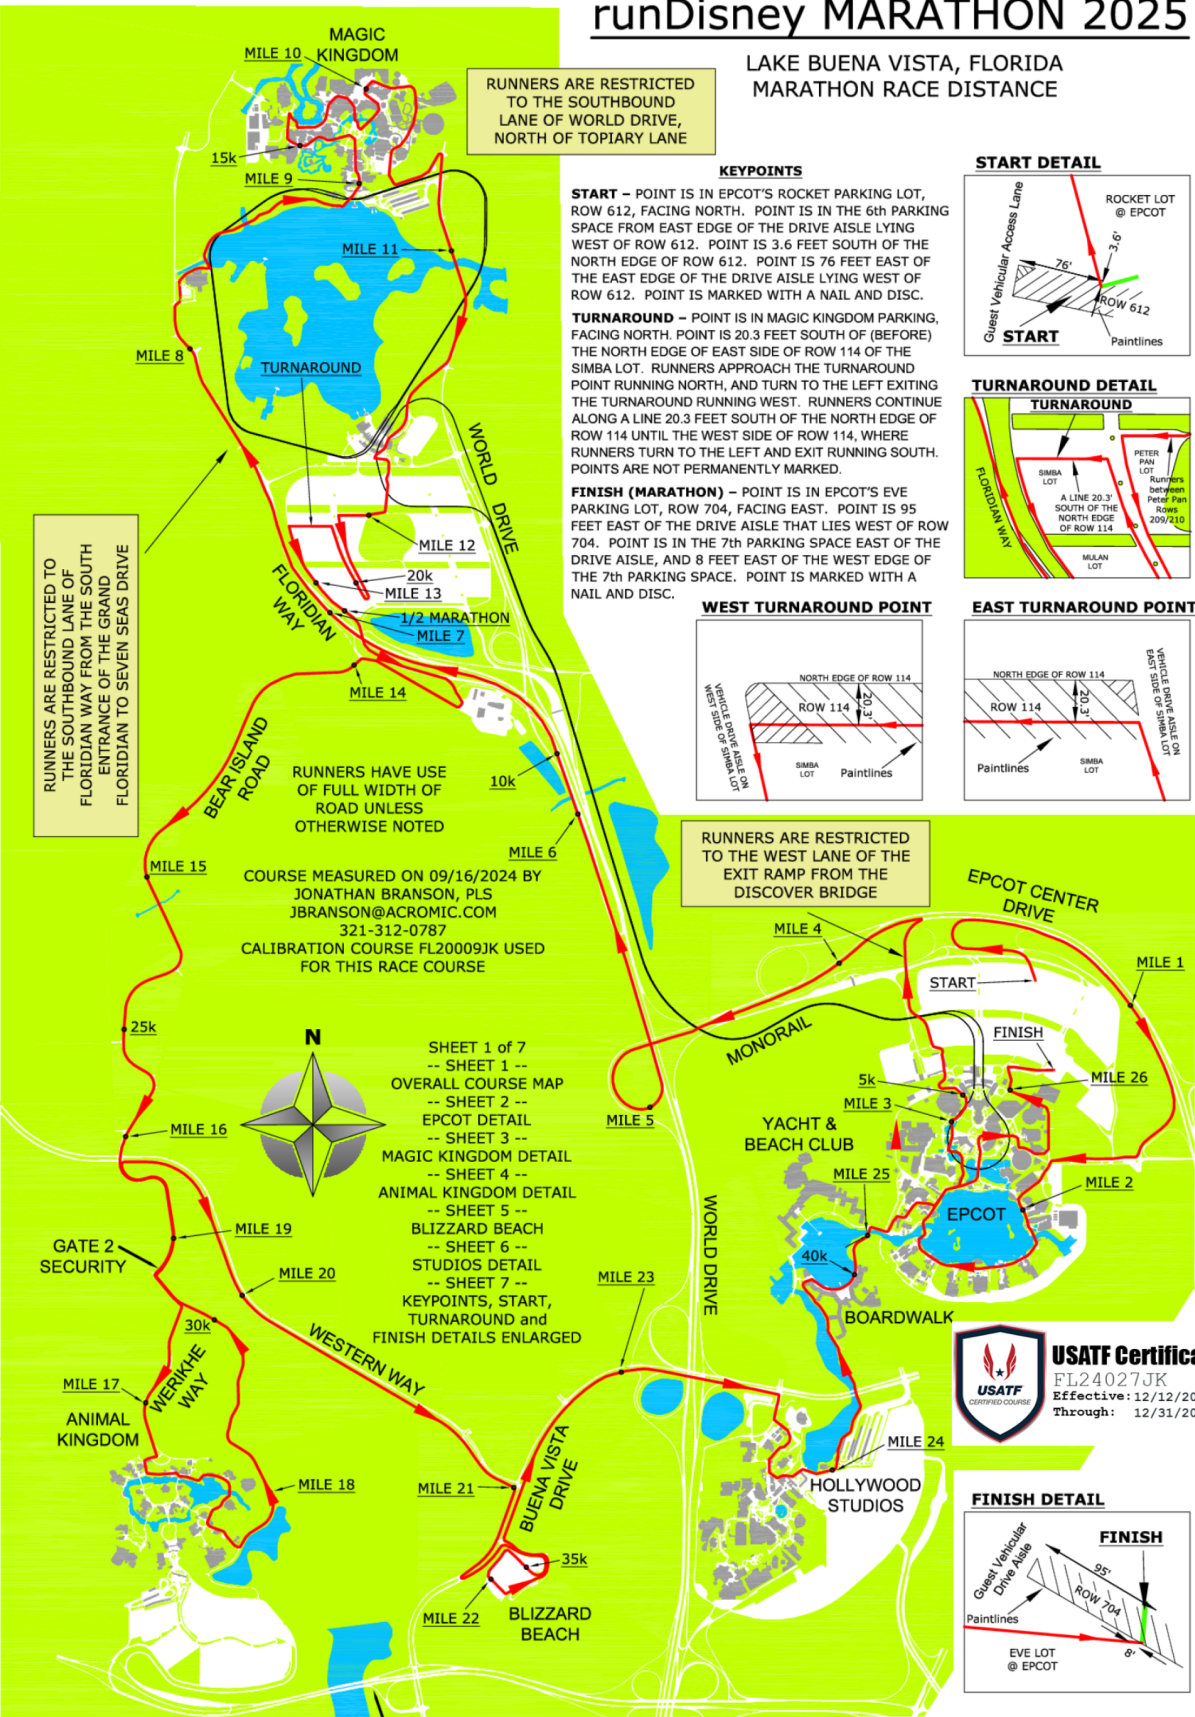 runDisney MARATHON 2025
LAKE BUENA VISTA, FLORIDA
MARATHON RACE DISTANCE
MAGIC
KINGDOM
MILE 10
RUNNERS ARE RESTRICTED
TO THE SOUTHBOUND
LANE OF WORLD DRIVE,
NORTH OF TOPIARY LANE
15k
MILE 9
MILE 11
MILE 8
TURNAROUND
WORLD DRIVE
KEYPOINTS
START – POINT IS IN EPCOT'S ROCKET PARKING LOT,
ROW 612, FACING NORTH. POINT IS IN THE 6th PARKING
SPACE FROM EAST EDGE OF THE DRIVE AISLE LYING
WEST OF ROW 612. POINT IS 3.6 FEET SOUTH OF THE
NORTH EDGE OF ROW 612. POINT IS 76 FEET EAST OF
THE EAST EDGE OF THE DRIVE AISLE LYING WEST OF
ROW 612. POINT IS MARKED WITH A NAIL AND DISC.
TURNAROUND – POINT IS IN MAGIC KINGDOM PARKING,
FACING NORTH. POINT IS 20.3 FEET SOUTH OF (BEFORE)
THE NORTH EDGE OF EAST SIDE OF ROW 114 OF THE
SIMBA LOT. RUNNERS APPROACH THE TURNAROUND
POINT RUNNING NORTH, AND TURN TO THE LEFT EXITING
THE TURNAROUND RUNNING WEST. RUNNERS CONTINUE
ALONG A LINE 20.3 FEET SOUTH OF THE NORTH EDGE OF
ROW 114 UNTIL THE WEST SIDE OF ROW 114, WHERE
RUNNERS TURN TO THE LEFT AND EXIT RUNNING SOUTH.
POINTS ARE NOT PERMANENTLY MARKED.
FINISH (MARATHON) – POINT IS IN EPCOT'S EVE
PARKING LOT, ROW 704, FACING EAST. POINT IS 95
FEET EAST OF THE DRIVE AISLE THAT LIES WEST OF ROW
704. POINT IS IN THE 7th PARKING SPACE EAST OF THE
DRIVE AISLE, AND 8 FEET EAST OF THE WEST EDGE OF
THE 7th PARKING SPACE. POINT IS MARKED WITH A
NAIL AND DISC.
START DETAIL
Guest Vehicular Access Lane
ROCKET LOT
@ EPCOT
76'
3.6'
ROW 612
START
Paintlines
TURNAROUND DETAIL
TURNAROUND
FLORIDIAN WAY
SIMBA
LOT
PETER
PAN
LOT
Runners
between
Peter Pan
Rows
209/210
A LINE 20.3'
SOUTH OF THE
NORTH EDGE
OF ROW 114
MULAN
LOT
WEST TURNAROUND POINT
NORTH EDGE OF ROW 114
ROW 114
20.3'
VEHICLE DRIVE AISLE ON
WEST SIDE OF SIMBA LOT
SIMBA
LOT
Paintlines
EAST TURNAROUND POINT
NORTH EDGE OF ROW 114
ROW 114
20.3'
VEHICLE DRIVE AISLE ON
EAST SIDE OF SIMBA LOT
Paintlines
SIMBA
LOT
RUNNERS ARE RESTRICTED TO
THE SOUTHBOUND LANE OF
FLORIDIAN WAY FROM THE SOUTH
ENTRANCE OF THE GRAND
FLORIDIAN TO SEVEN SEAS DRIVE
MILE 12
20k
MILE 13
1/2 MARATHON
MILE 7
FLORIDIAN
WAY
MILE 14
BEAR ISLAND
ROAD
RUNNERS HAVE USE
OF FULL WIDTH OF
ROAD UNLESS
OTHERWISE NOTED
10k
MILE 6
MILE 15
COURSE MEASURED ON 09/16/2024 BY
JONATHAN BRANSON, PLS
JBRANSON@ACROMIC.COM
321-312-0787
CALIBRATION COURSE FL20009JK USED
FOR THIS RACE COURSE
RUNNERS ARE RESTRICTED
TO THE WEST LANE OF THE
EXIT RAMP FROM THE
DISCOVER BRIDGE
EPCOT CENTER
DRIVE
MILE 4
MILE 1
START
25k
N
MONORAIL
FINISH
SHEET 1 of 7
-- SHEET 1 --
OVERALL COURSE MAP
-- SHEET 2 --
EPCOT DETAIL
-- SHEET 3 --
MAGIC KINGDOM DETAIL
-- SHEET 4 --
ANIMAL KINGDOM DETAIL
-- SHEET 5 --
BLIZZARD BEACH
-- SHEET 6 --
STUDIOS DETAIL
-- SHEET 7 --
KEYPOINTS, START,
TURNAROUND and
FINISH DETAILS ENLARGED
5k
MILE 26
MILE 3
MILE 5
YACHT &
BEACH CLUB
MILE 16
MILE 25
MILE 2
EPCOT
WORLD DRIVE
MILE 19
GATE 2
SECURITY
40k
MILE 20
MILE 23
BOARDWALK
30k
WESTERN WAY
WERIKHE
WAY
MILE 17
ANIMAL
KINGDOM
USATF
CERTIFIED COURSE
USATF Certifica
FL24027JK
Effective: 12/12/20
Through: 12/31/20
MILE 24
MILE 18
MILE 21
BUENA VISTA
DRIVE
HOLLYWOOD
STUDIOS
35k
MILE 22
BLIZZARD
BEACH
FINISH DETAIL
Guest Vehicular
Drive Aisle
FINISH
95'
ROW 704
Paintlines
8'
EVE LOT
@ EPCOT